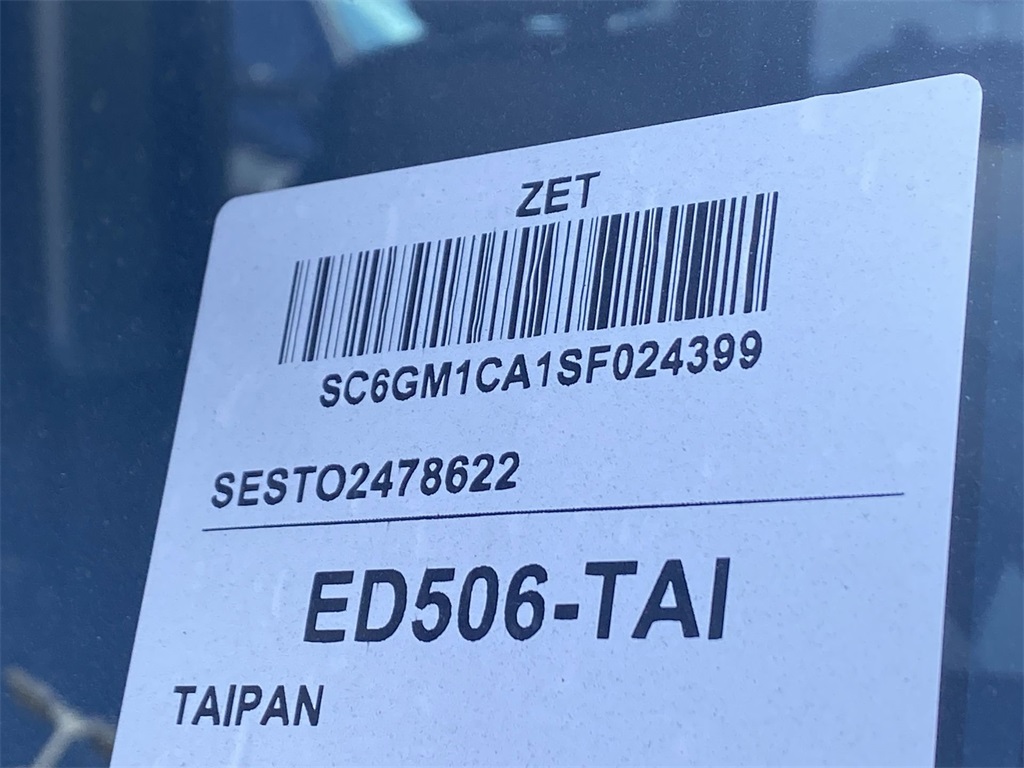 ZET
SC6GM1CA1SF024399
SESTO2478622
ED506-TAI
TAIPAN